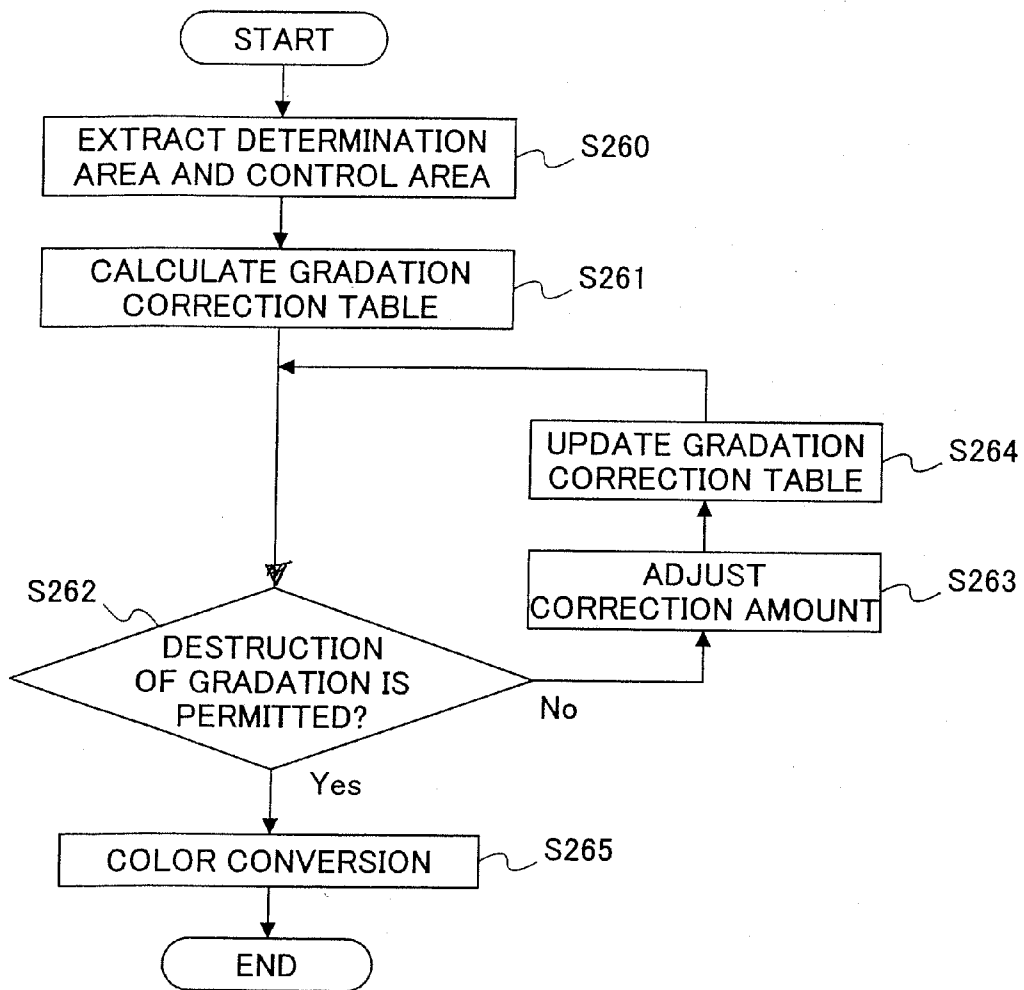 START
EXTRACT DETERMINATION
AREA AND CONTROL AREA
S260
CALCULATE GRADATION
CORRECTION TABLE
S261
UPDATE GRADATION
CORRECTION TABLE
S264
ADJUST
CORRECTION AMOUNT
S263
S262
DESTRUCTION
OF GRADATION IS
PERMITTED?
No
Yes
COLOR CONVERSION
S265
END